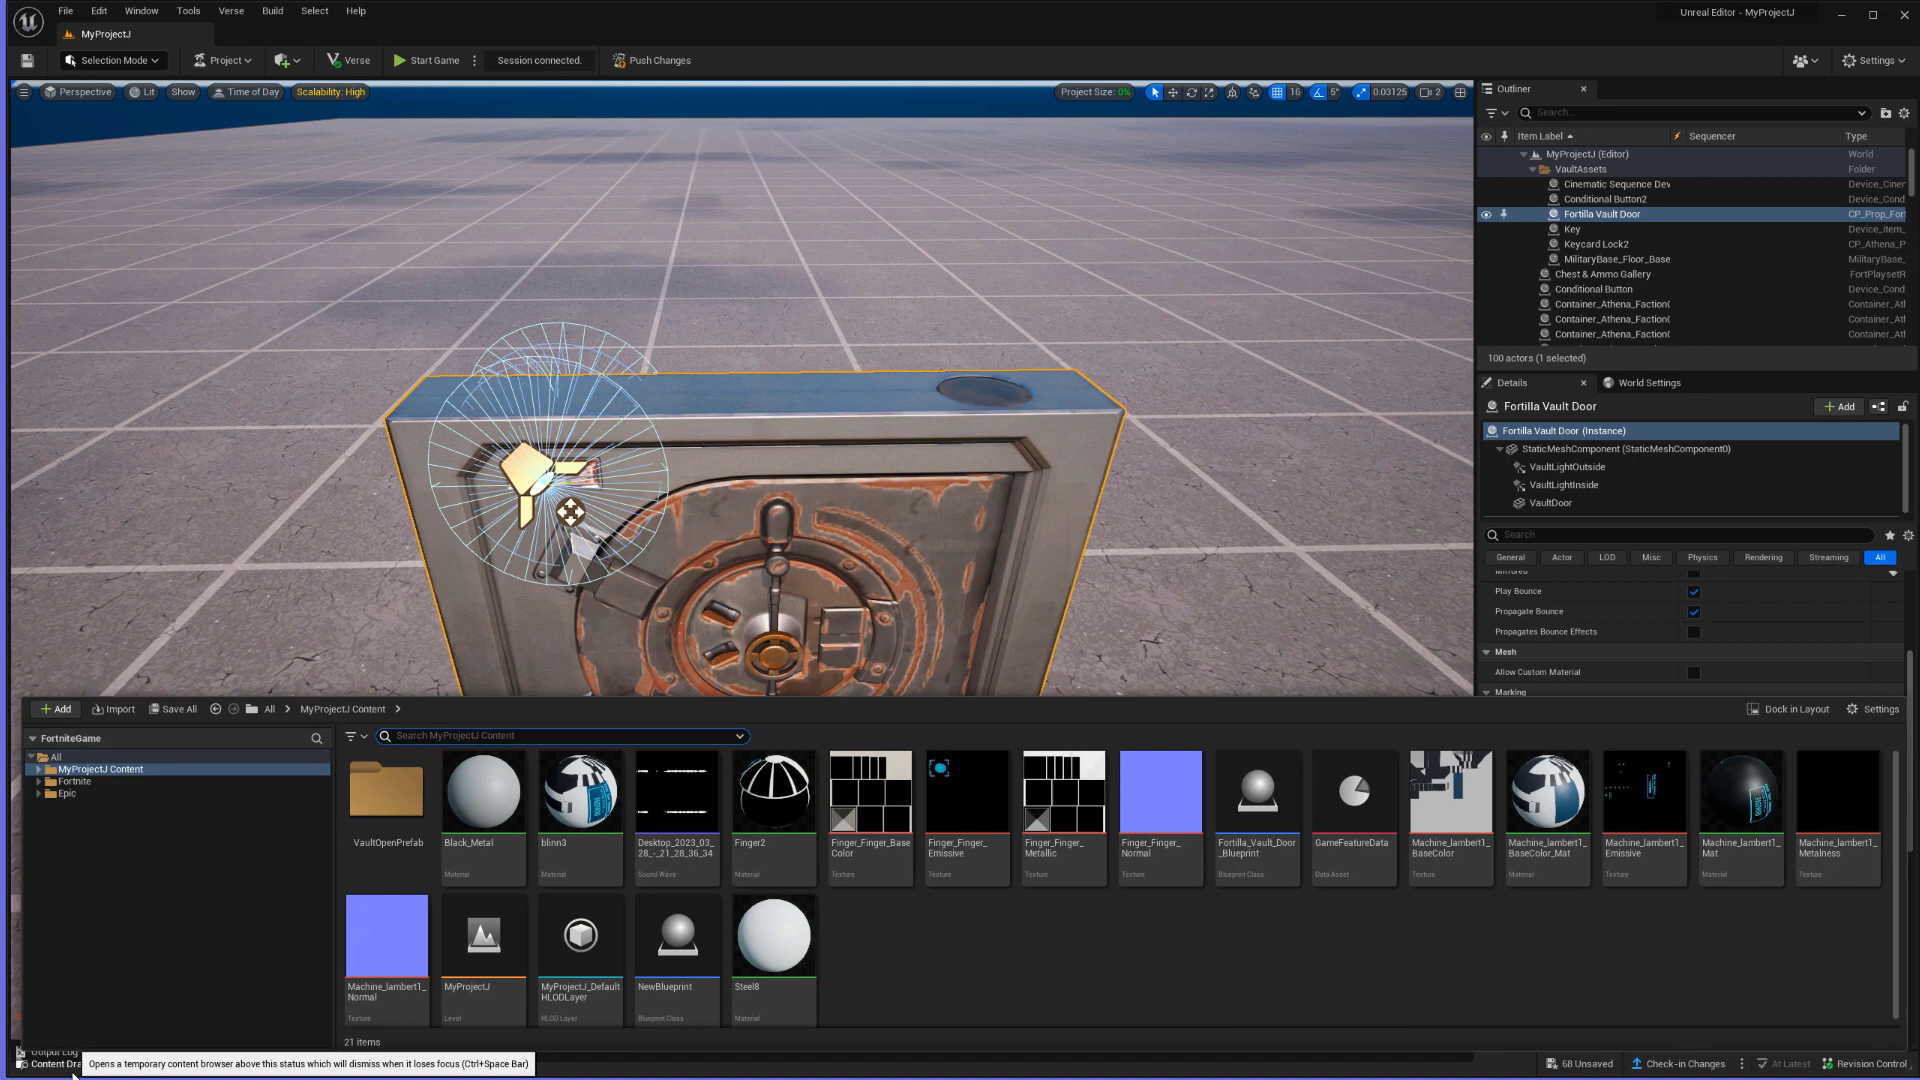 File Edit Window Tools Verse Build Select Help
Unreal Editor - MyProjectJ
MyProjectJ
Selection Mode Project Verse Start Game Session connected. Push Changes Settings
Perspective Lit Show Time of Day Scalability: High Project Size: 0% 16 5° 0.03125 2
Outliner
Search...
Item Label Sequencer Type
MyProjectJ (Editor) World
VaultAssets Folder
Cinematic Sequence Dev Device_Ciner
Conditional Button2 Device_Cond
Fortilla Vault Door CP_Prop_For
Key Device_item_
Keycard Lock2 CP_Athena_P
MilitaryBase_Floor_Base MilitaryBase_
Chest & Ammo Gallery FortPlaysetR
Conditional Button Device_Cond
Container_Athena_Faction( Container_Atl
Container_Athena_Faction( Container_Atl
Container_Athena_Faction( Container_Atl
100 actors (1 selected)
Details World Settings
Fortilla Vault Door Add
Fortilla Vault Door (Instance)
StaticMeshComponent (StaticMeshComponent0)
VaultLightOutside
VaultLightInside
VaultDoor
Search
General Actor LOD Misc Physics Rendering Streaming All
Mirrored
Play Bounce
Propagate Bounce
Propagates Bounce Effects
Mesh
Allow Custom Material
Marking
Add Import Save All All MyProjectJ Content Dock in Layout Settings
FortniteGame
Search MyProjectJ Content
All
MyProjectJ Content
Fortnite
Epic
VaultOpenPrefab
Black_Metal
Material
blinn3
Material
Desktop_2023_03_
28_-_21_28_36_34
Sound Wave
Finger2
Material
Finger_Finger_Base
Color
Texture
Finger_Finger_
Emissive
Texture
Finger_Finger_
Metallic
Texture
Finger_Finger_
Normal
Texture
Fortilla_Vault_Door
_Blueprint
Blueprint Class
GameFeatureData
Data Asset
Machine_lambert1_
BaseColor
Texture
Machine_lambert1_
BaseColor_Mat
Material
Machine_lambert1_
Emissive
Texture
Machine_lambert1_
Mat
Material
Machine_lambert1_
Metalness
Texture
Machine_lambert1_
Normal
Texture
MyProjectJ
Level
MyProjectJ_Default
HLODLayer
HLOD Layer
NewBlueprint
Blueprint Class
Steel8
Material
21 items
Output Log
Content Dra
Opens a temporary content browser above this status which will dismiss when it loses focus (Ctrl+Space Bar)
68 Unsaved Check-in Changes At Latest Revision Control